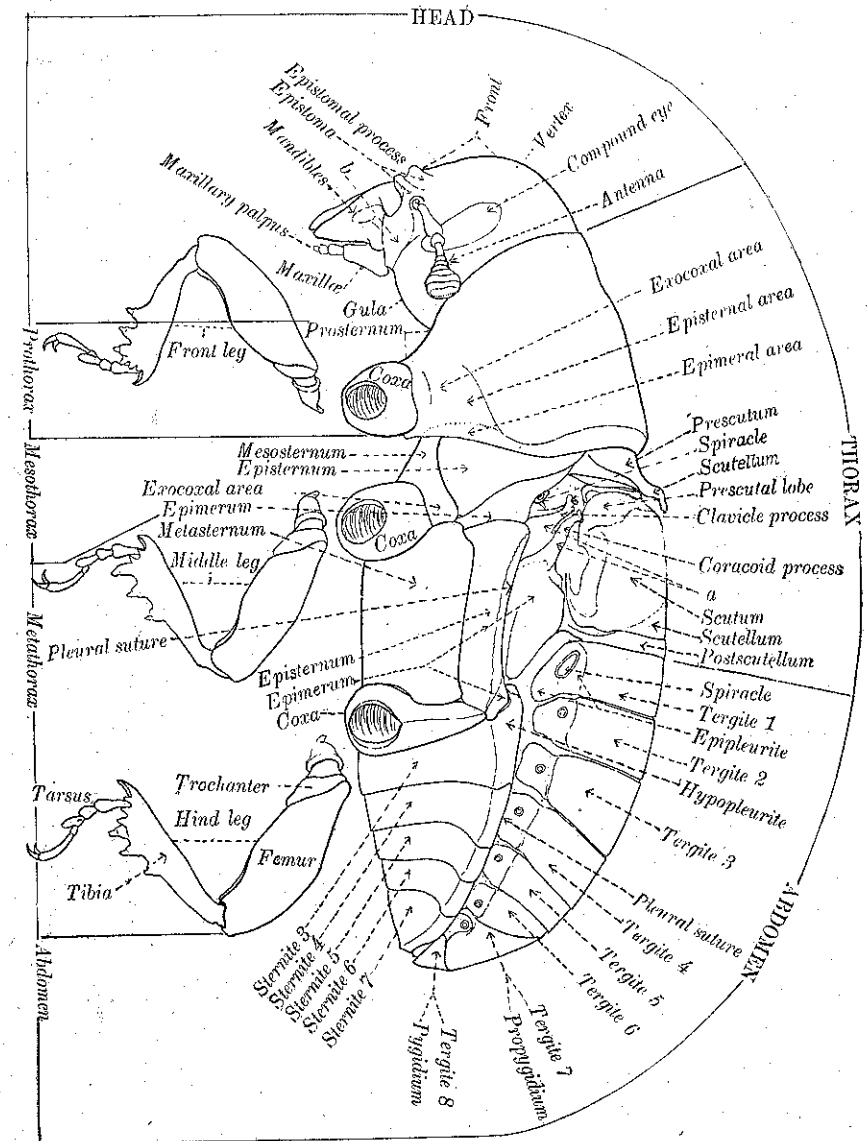 HEAD
Epistomal process
Epistoma
Mandibles
b
Maxillary palpus
Maxillæ
Gula
Prosternum
Front
Vertex
Compound eye
Antenna
Exocoxal area
Episternal area
Epimeral area
Prothorax
Front leg
Coxa
Mesosternum
Episternum
Exocoxal area
Epimerum
Metasternum
Prescutum
Spiracle
Scutellum
Prescutal lobe
Clavicle process
THORAX
Mesothorax
Middle leg
Coxa
Coracoid process
a
Scutum
Scutellum
Postscutellum
Pleural suture
Metathorax
Episternum
Epimerum
Coxa
Spiracle
Tergite 1
Epipleurite
Tergite 2
Hypopleurite
Tergite 3
Tarsus
Trochanter
Hind leg
Femur
Tibia
Pleural suture
Tergite 4
Tergite 5
Tergite 6
ABDOMEN
Abdomen
Sternite 3
Sternite 4
Sternite 5
Sternite 6
Sternite 7
Pygidium
Tergite 8
Propygidium
Tergite 7